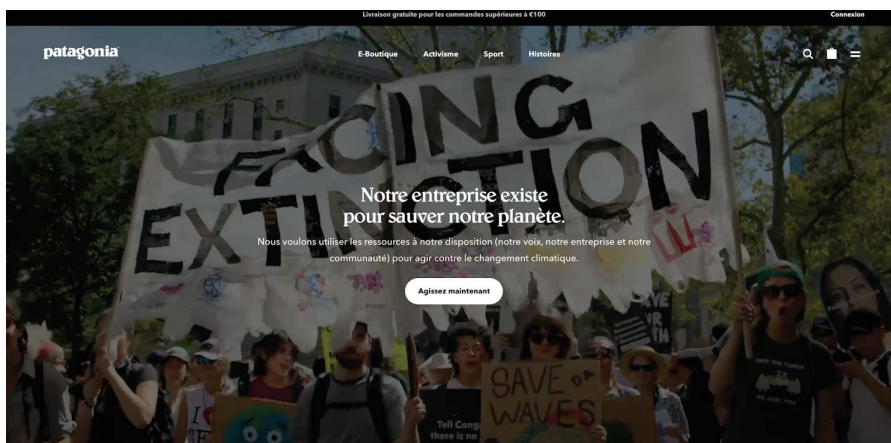 Livraison gratuite pour les commandes supérieures à €100
Connexion
patagonia
E-Boutique Activisme Sport Histoires
FACING
EXTINCTION
Notre entreprise existe
pour sauver notre planète.
Nous voulons utiliser les ressources à notre disposition (notre voix, notre entreprise et notre
communauté) pour agir contre le changement climatique.
Agissez maintenant
SAVE DA
WAVES
Tell Cong
there is no
I